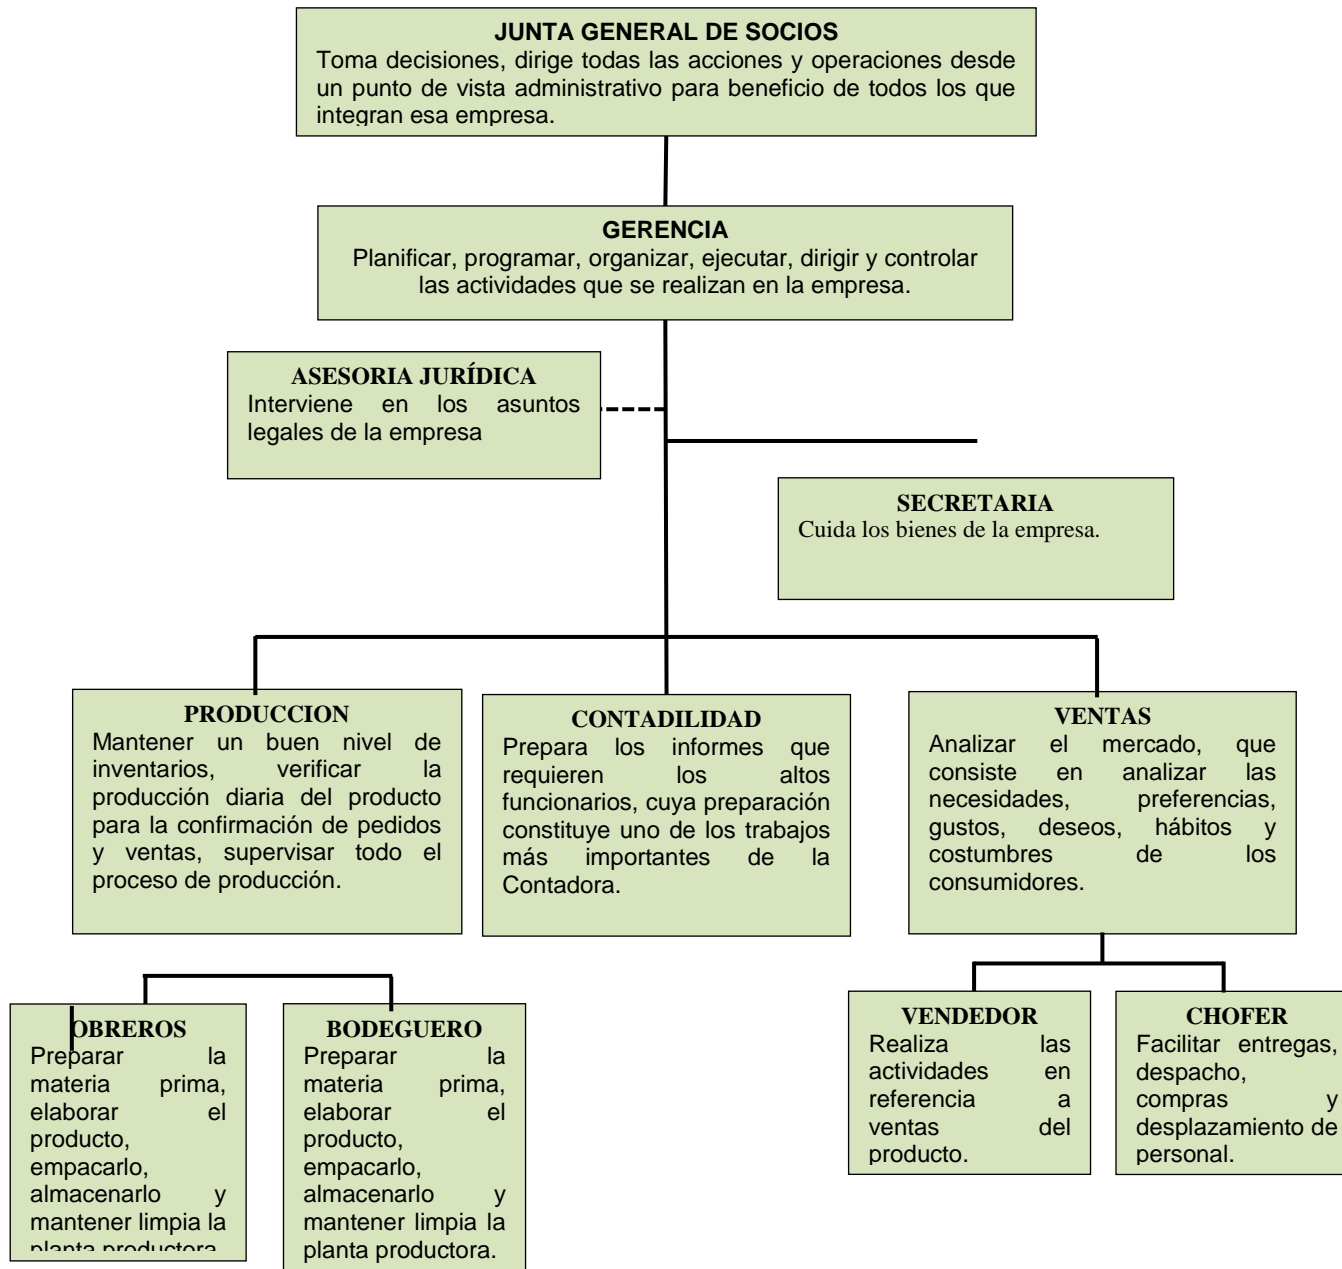 JUNTA GENERAL DE SOCIOS
Toma decisiones, dirige todas las acciones y operaciones desde
un punto de vista administrativo para beneficio de todos los que
integran esa empresa.
GERENCIA
Planificar, programar, organizar, ejecutar, dirigir y controlar
las actividades que se realizan en la empresa.
ASESORIA JURÍDICA
Interviene en los asuntos
legales de la empresa
SECRETARIA
Cuida los bienes de la empresa.
PRODUCCION
Mantener un buen nivel de
inventarios, verificar la
producción diaria del producto
para la confirmación de pedidos
y ventas, supervisar todo el
proceso de producción.
CONTADILIDAD
Prepara los informes que
requieren los altos
funcionarios, cuya preparación
constituye uno de los trabajos
más importantes de la
Contadora.
VENTAS
Analizar el mercado, que
consiste en analizar las
necesidades, preferencias,
gustos, deseos, hábitos y
costumbres de los
consumidores.
OBREROS
Preparar la
materia prima,
elaborar el
producto,
empacarlo,
almacenarlo y
mantener limpia la
planta productora.
BODEGUERO
Preparar la
materia prima,
elaborar el
producto,
empacarlo,
almacenarlo y
mantener limpia la
planta productora.
VENDEDOR
Realiza las
actividades en
referencia a
ventas del
producto.
CHOFER
Facilitar entregas,
despacho,
compras y
desplazamiento de
personal.